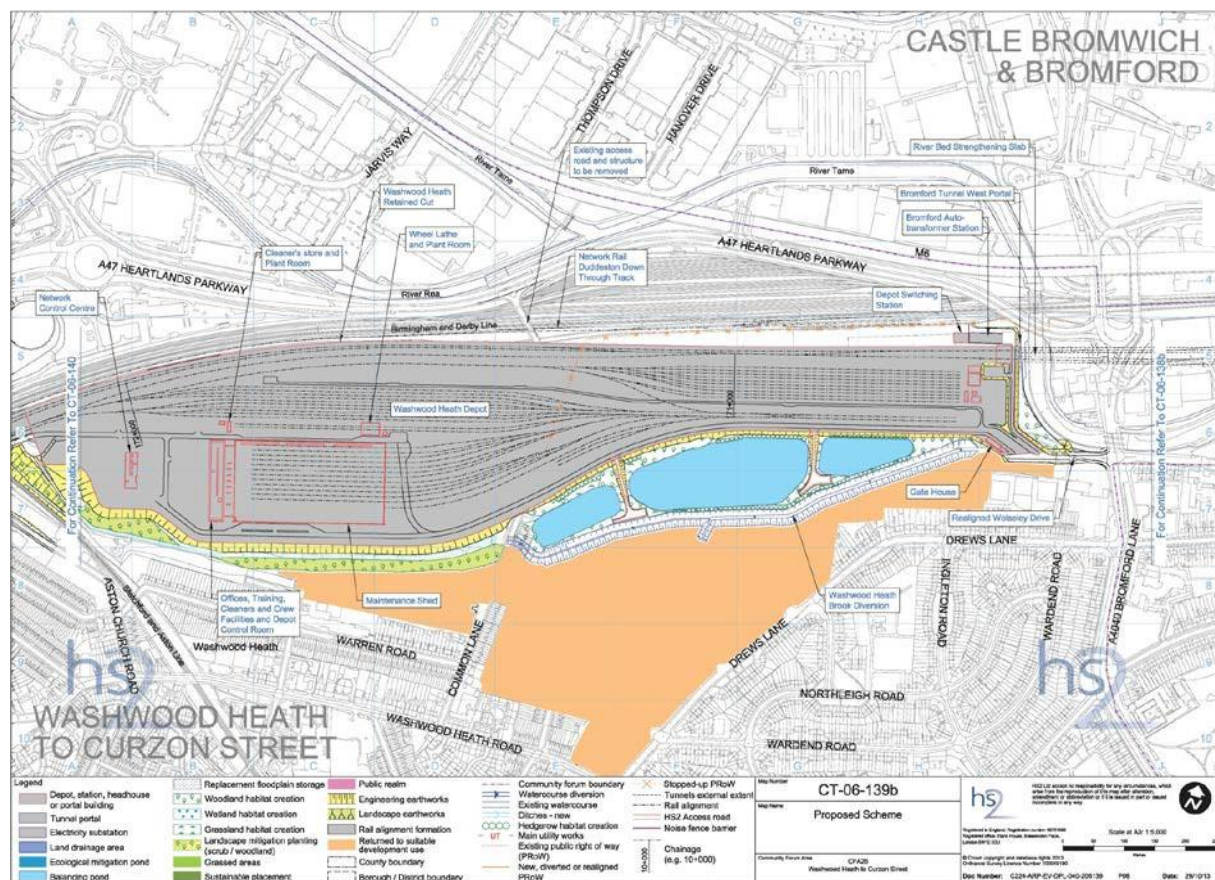 CASTLE BROMWICH
& BROMFORD
THOMPSON DRIVE
HANOVER DRIVE
JARVIS WAY
River Tame
Existing access
road and structure
to be removed
River Bed Strengthening Slab
River Tame
Washwood Heath
Retained Cut
Bromford Tunnel West Portal
Bromford Auto-
transformer Station
Wheel Lathe
and Plant Room
Cleaner's store and
Plant Room
Network Rail
Duddeston Down
Through Track
A47 HEARTLANDS PARKWAY
M6
A47 HEARTLANDS PARKWAY
River Rea
Network
Control Centre
Depot Switching
Station
Birmingham and Derby Line
For Continuation Refer To CT-06-140
For Continuation Refer To CT-06-138b
Washwood Heath Depot
Gate House
Realigned Wolseley Drive
DREWS LANE
Offices, Training,
Cleaners and Crew
Facilities and Depot
Control Room
Maintenance Shed
Washwood Heath
Brook Diversion
INGLETON ROAD
WARDEND ROAD
A4040 BROMFORD LANE
ASTON CHURCH ROAD
Washwood Heath
WARREN ROAD
COMMON LANE
DREWS LANE
NORTHLEIGH ROAD
WASHWOOD HEATH ROAD
WARDEND ROAD
hs2
hs2
WASHWOOD HEATH
TO CURZON STREET
Legend
Depot, station, headhouse
or portal building
Tunnel portal
Electricity substation
Land drainage area
Ecological mitigation pond
Balancing pond
Replacement floodplain storage
Woodland habitat creation
Wetland habitat creation
Grassland habitat creation
Landscape mitigation planting
(scrub / woodland)
Grassed areas
Sustainable placement
Public realm
Engineering earthworks
Landscape earthworks
Rail alignment formation
Returned to suitable
development use
County boundary
Borough / District boundary
Community forum boundary
Watercourse diversion
Existing watercourse
Ditches - new
Hedgerow habitat creation
UT Main utility works
Existing public right of way
(PRoW)
New, diverted or realigned
PRoW
Stopped-up PRoW
Tunnels external extent
Rail alignment
HS2 Access road
Noise fence barrier
10+000
Chainage
(e.g. 10+000)
Map Number
CT-06-139b
Map Name
Proposed Scheme
Community Forum Area
CFA26
Washwood Heath to Curzon Street
hs2
Scale at A3: 1:5,000
Date: 29/10/13